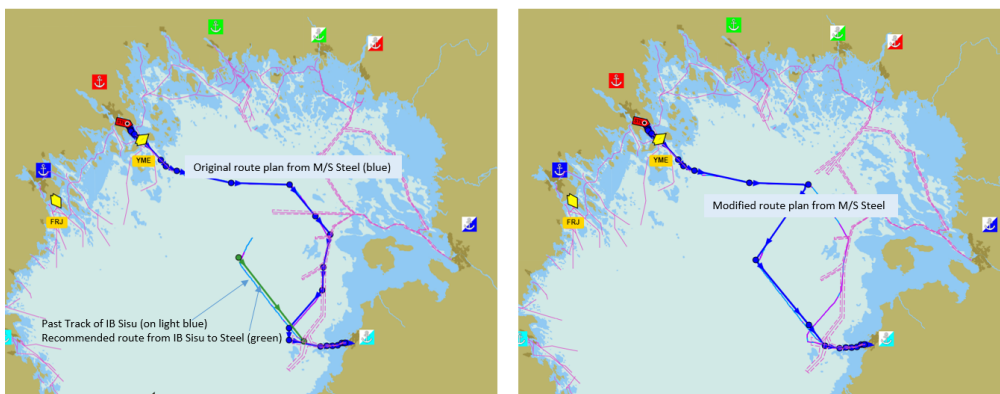 YME
Original route plan from M/S Steel (blue)
FRJ
Past Track of IB Sisu (on light blue)
Recommended route from IB Sisu to Steel (green)
YME
Modified route plan from M/S Steel
FRJ